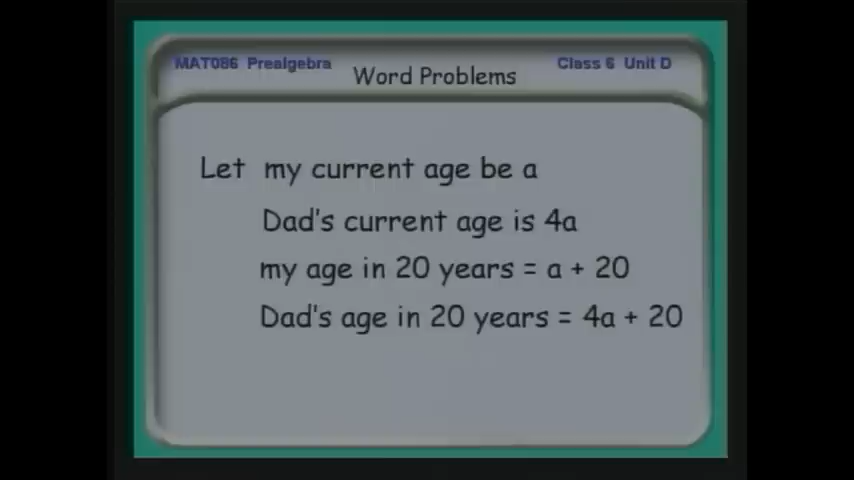 MAT086 Prealgebra
Word Problems
Class 6 Unit D
Let my current age be a
Dad's current age is 4a
my age in 20 years = a + 20
Dad's age in 20 years = 4a + 20